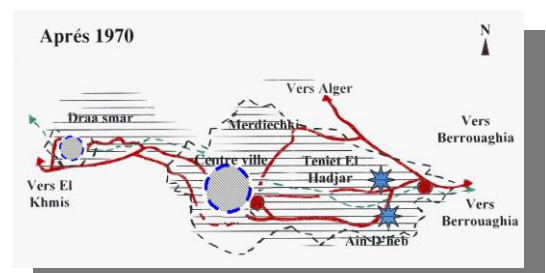 Aprés 1970
N
Vers Alger
Draa smar
Merdiechki
Vers
Berrouaghia
Centre ville
Teniet El
Hadjar
Vers El
Khmis
Vers
Berrouaghia
Ain D'heb